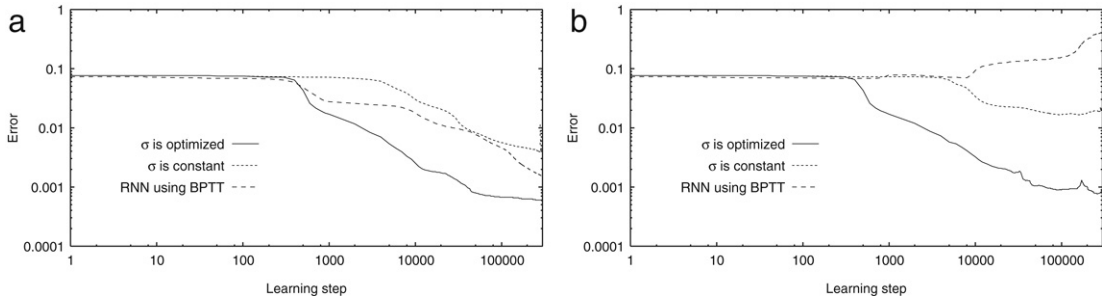 a
1
0.1
0.01
0.001
0.0001
Error
σ is optimized
σ is constant
RNN using BPTT
1 10 100 1000 10000 100000
Learning step
b
1
0.1
0.01
0.001
0.0001
Error
σ is optimized
σ is constant
RNN using BPTT
1 10 100 1000 10000 100000
Learning step